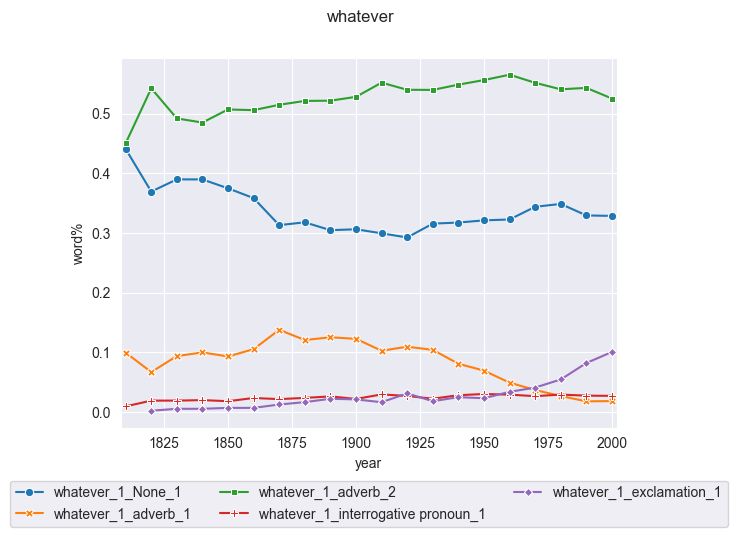 whatever
0.5
0.4
0.3
0.2
0.1
0.0
word%
1825 1850 1875 1900 1925 1950 1975 2000
year
whatever_1_None_1 whatever_1_adverb_2 whatever_1_exclamation_1
whatever_1_adverb_1 whatever_1_interrogative pronoun_1